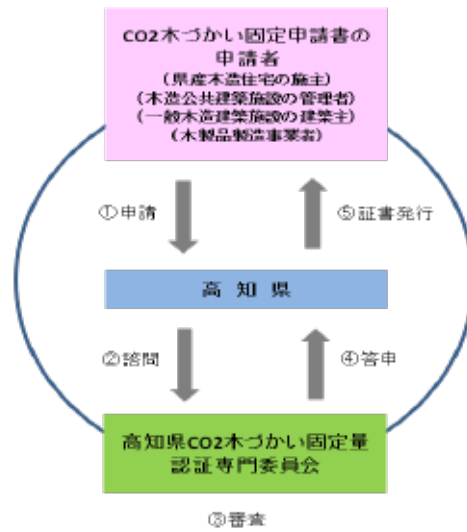 CO2木づかい固定申請書の
申請者
(県産木造住宅の施主)
(木造公共建築施設の管理者)
(一般木造建築施設の建築主)
(木製品製造事業者)
①申請
⑤証書発行
高 知 県
②諮問
④答申
高知県CO2木づかい固定量
認証専門委員会
③審査